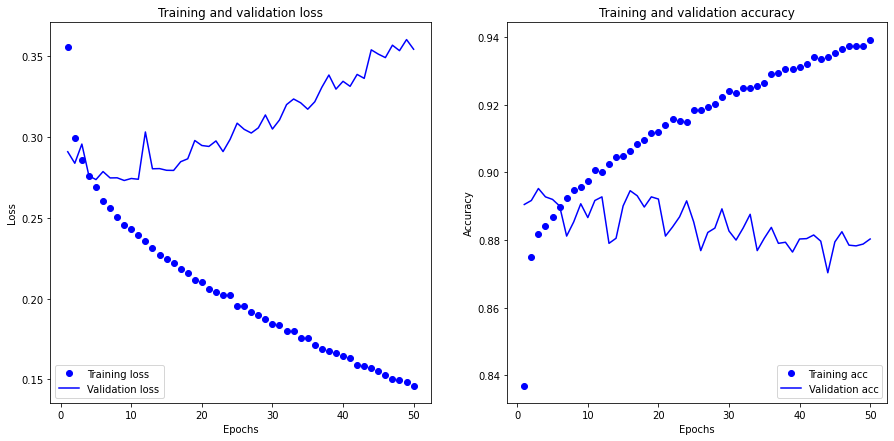 Training and validation loss
0.35
0.30
0.25
0.20
0.15
Loss
0
10
20
30
40
50
Epochs
Training loss
Validation loss
Training and validation accuracy
0.94
0.92
0.90
0.88
0.86
0.84
Accuracy
0
10
20
30
40
50
Epochs
Training acc
Validation acc